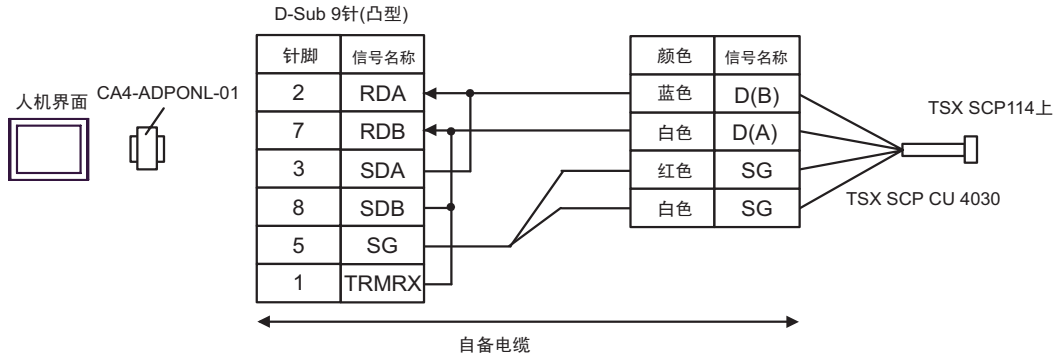 D-Sub 9针(凸型)
人机界面
CA4-ADPONL-01
针脚 信号名称
2 RDA
7 RDB
3 SDA
8 SDB
5 SG
1 TRMRX
颜色 信号名称
蓝色 D(B)
白色 D(A)
红色 SG
白色 SG
TSX SCP114上
TSX SCP CU 4030
自备电缆